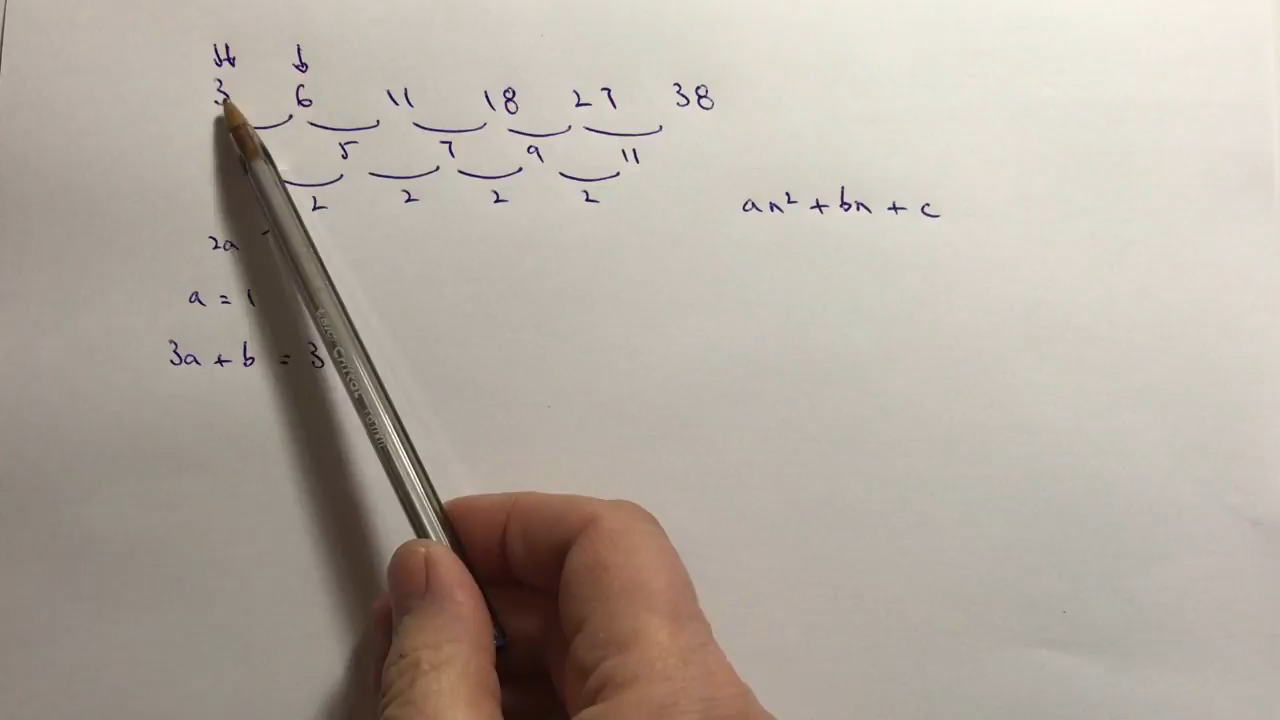 3 6 11 18 27 38
5 7 9 11
2 2 2 2
an² + bn + c
2a
a = 1
3a + b = 3